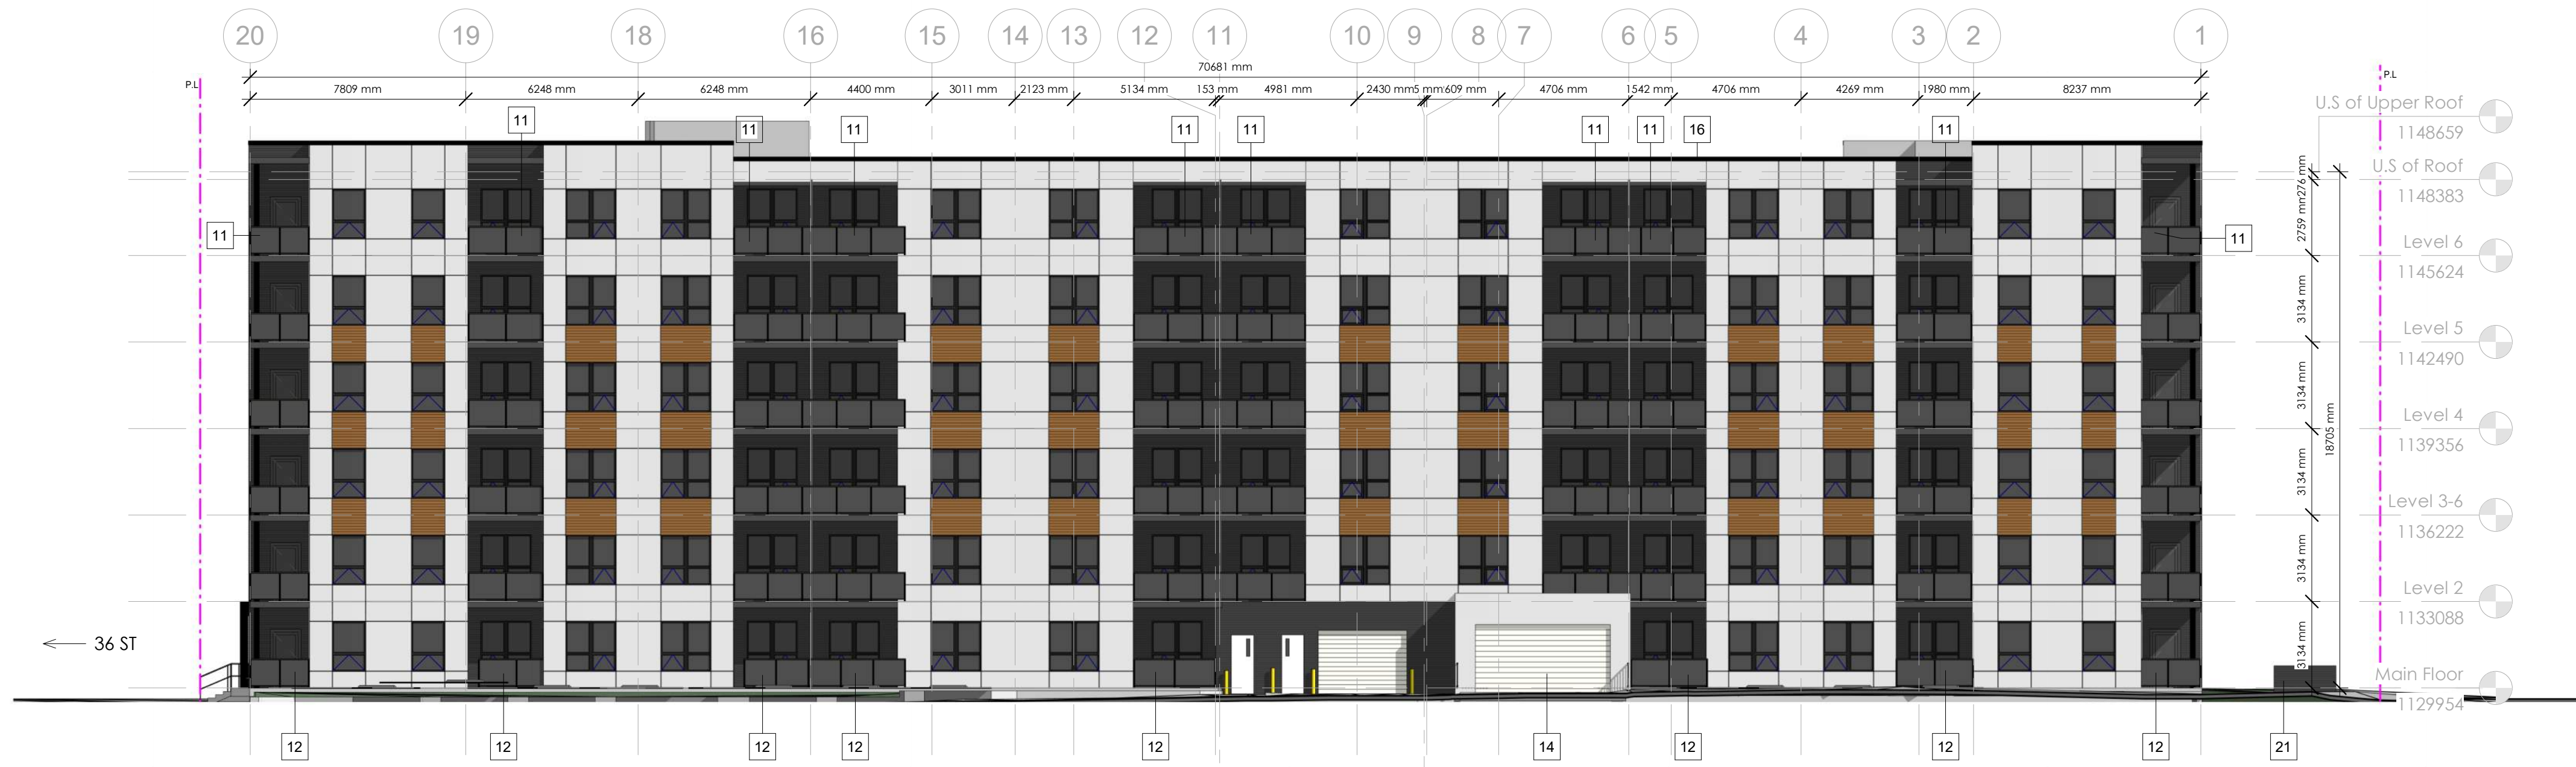 20 19 18 16 15 14 13 12 11 10 9 8 7 6 5 4 3 2 1
P.L
70681 mm
P.L
7809 mm 6248 mm 6248 mm 4400 mm 3011 mm 2123 mm 5134 mm 153 mm 4981 mm 2430 mm 5 mm 609 mm 4706 mm 1542 mm 4706 mm 4269 mm 1980 mm 8237 mm
U.S of Upper Roof
1148659
11 11 11 11 11 11 11 16 11
276 mm
U.S of Roof
1148383
2759 mm
11 11
Level 6
1145624
3134 mm
Level 5
1142490
3134 mm
Level 4
1139356
18705 mm
3134 mm
Level 3-6
1136222
3134 mm
Level 2
1133088
36 ST
3134 mm
Main Floor
1129954
12 12 12 12 12 14 12 12 12 21